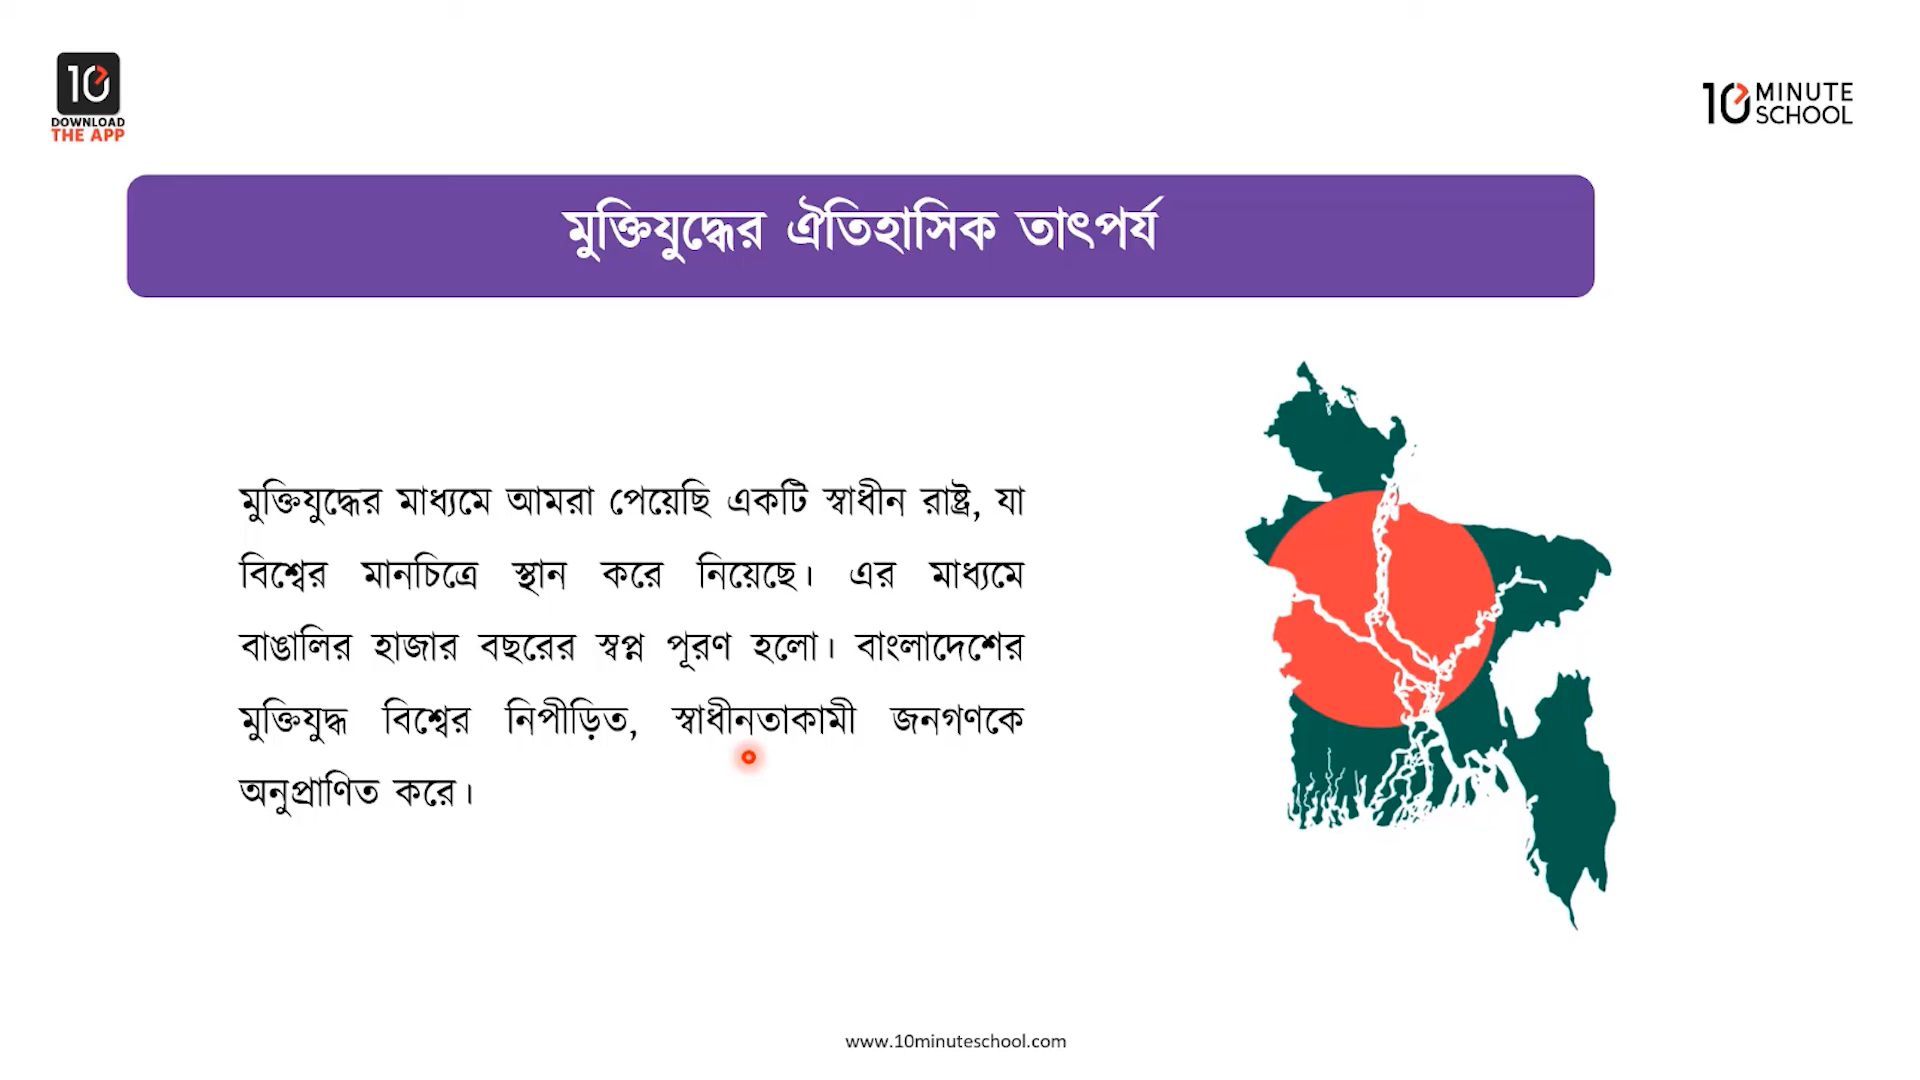 10
DOWNLOAD
THE APP
10 MINUTE
SCHOOL
মুক্তিযুদ্ধের ঐতিহাসিক তাৎপর্য
মুক্তিযুদ্ধের মাধ্যমে আমরা পেয়েছি একটি স্বাধীন রাষ্ট্র, যা
বিশ্বের মানচিত্রে স্থান করে নিয়েছে। এর মাধ্যমে
বাঙালির হাজার বছরের স্বপ্ন পূরণ হলো। বাংলাদেশের
মুক্তিযুদ্ধ বিশ্বের নিপীড়িত, স্বাধীনতাকামী জনগণকে
অনুপ্রাণিত করে।
www.10minuteschool.com